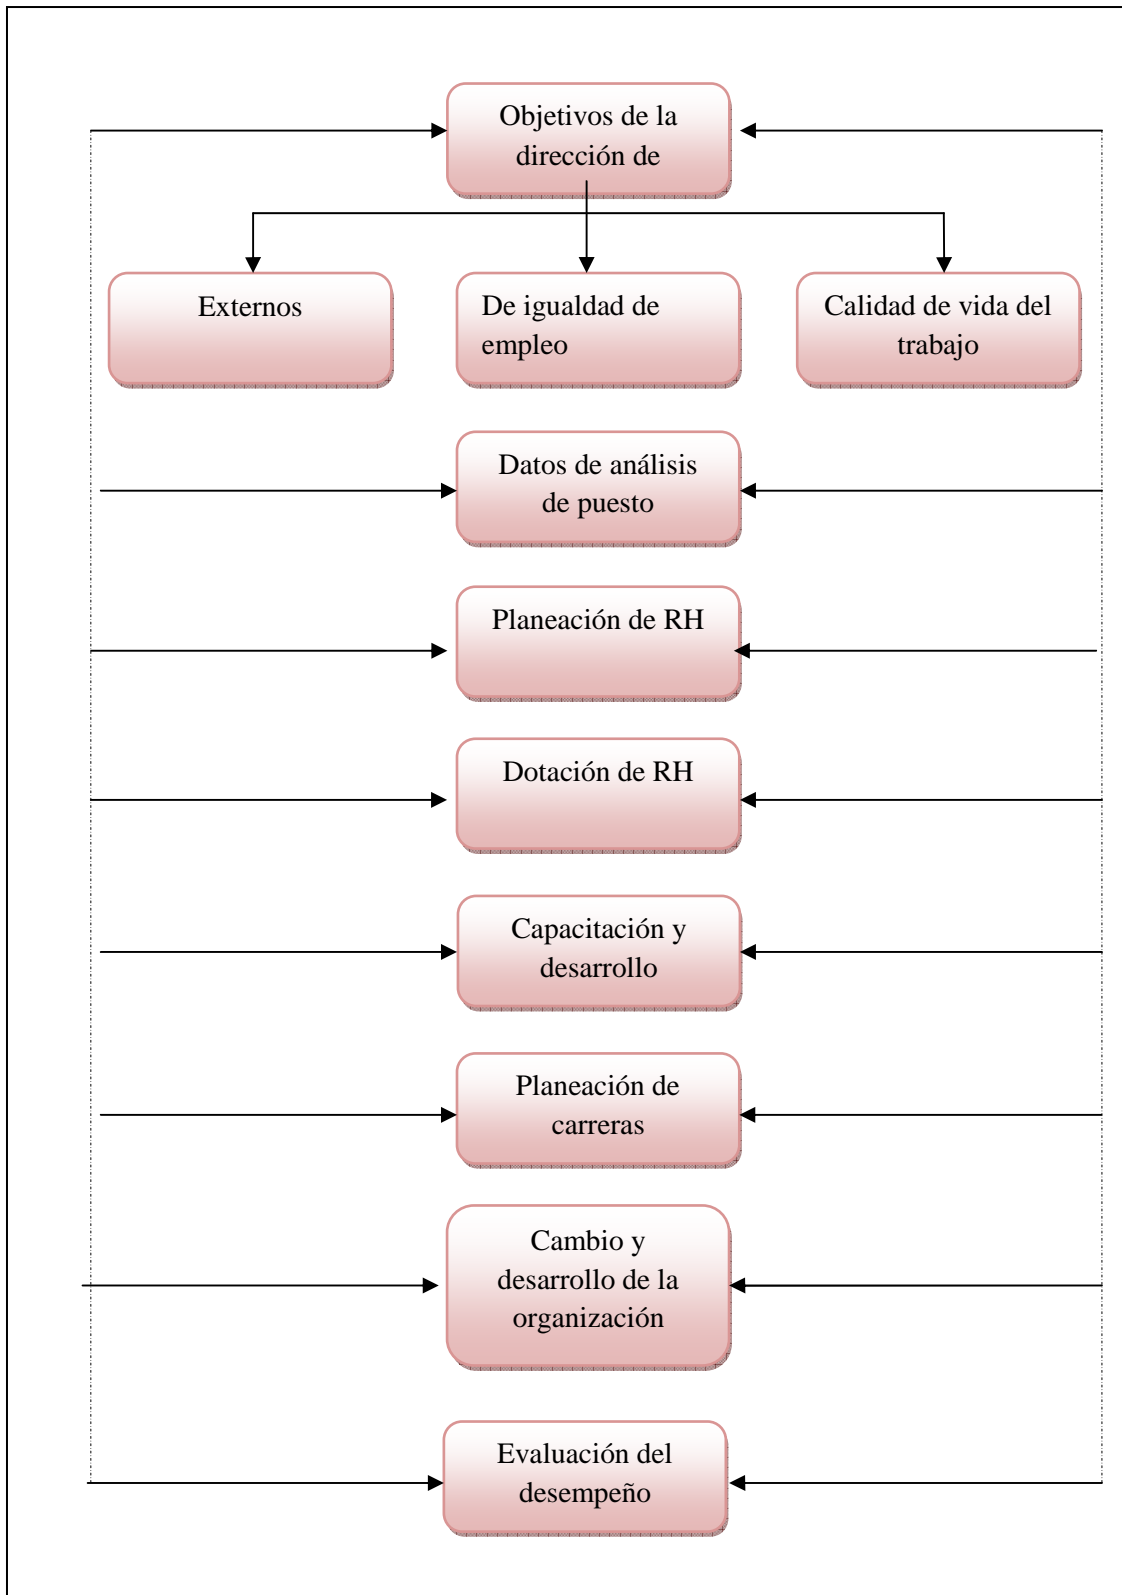 Objetivos de la
dirección de
Externos
De igualdad de
empleo
Calidad de vida del
trabajo
Datos de análisis
de puesto
Planeación de RH
Dotación de RH
Capacitación y
desarrollo
Planeación de
carreras
Cambio y
desarrollo de la
organización
Evaluación del
desempeño